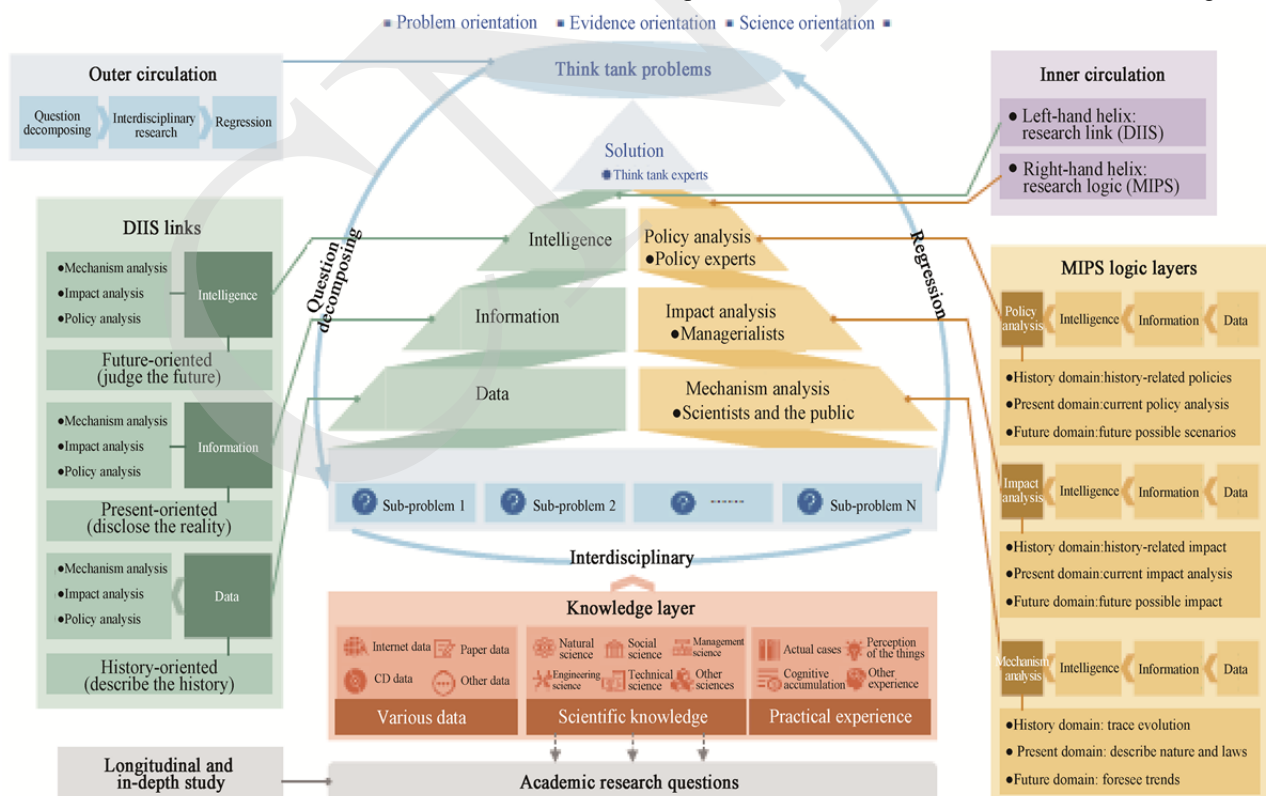 ■ Problem orientation ■ Evidence orientation ■ Science orientation ■
Outer circulation
Question
decomposing
Interdisciplinary
research
Regression
Think tank problems
Inner circulation
● Left-hand helix:
research link (DIIS)
● Right-hand helix:
research logic (MIPS)
Solution
Think tank experts
DIIS links
●Mechanism analysis
●Impact analysis
●Policy analysis
Intelligence
Future-oriented
(judge the future)
●Mechanism analysis
●Impact analysis
●Policy analysis
Information
Present-oriented
(disclose the reality)
●Mechanism analysis
●Impact analysis
●Policy analysis
Data
History-oriented
(describe the history)
Question
decomposing
Intelligence
Information
Data
Policy analysis
●Policy experts
Impact analysis
●Managerialists
Mechanism analysis
●Scientists and the public
Regression
? Sub-problem 1
? Sub-problem 2
? ------
? Sub-problem N
Interdisciplinary
MIPS logic layers
Policy
analysis
Intelligence
Information
Data
●History domain:history-related policies
●Present domain:current policy analysis
●Future domain:future possible scenarios
Impact
analysis
Intelligence
Information
Data
●History domain:history-related impact
●Present domain:current impact analysis
●Future domain:future possible impact
Mechanism
analysis
Intelligence
Information
Data
●History domain: trace evolution
● Present domain: describe nature and laws
●Future domain: foresee trends
Knowledge layer
Internet data
Paper data
CD data
Other data
Various data
Natural
science
Social
science
Management
science
Engineering
science
Technical
science
Other
sciences
Scientific knowledge
Actual cases
Perception
of the things
Cognitive
accumulation
Other
experience
Practical experience
Longitudinal and
in-depth study
Academic research questions